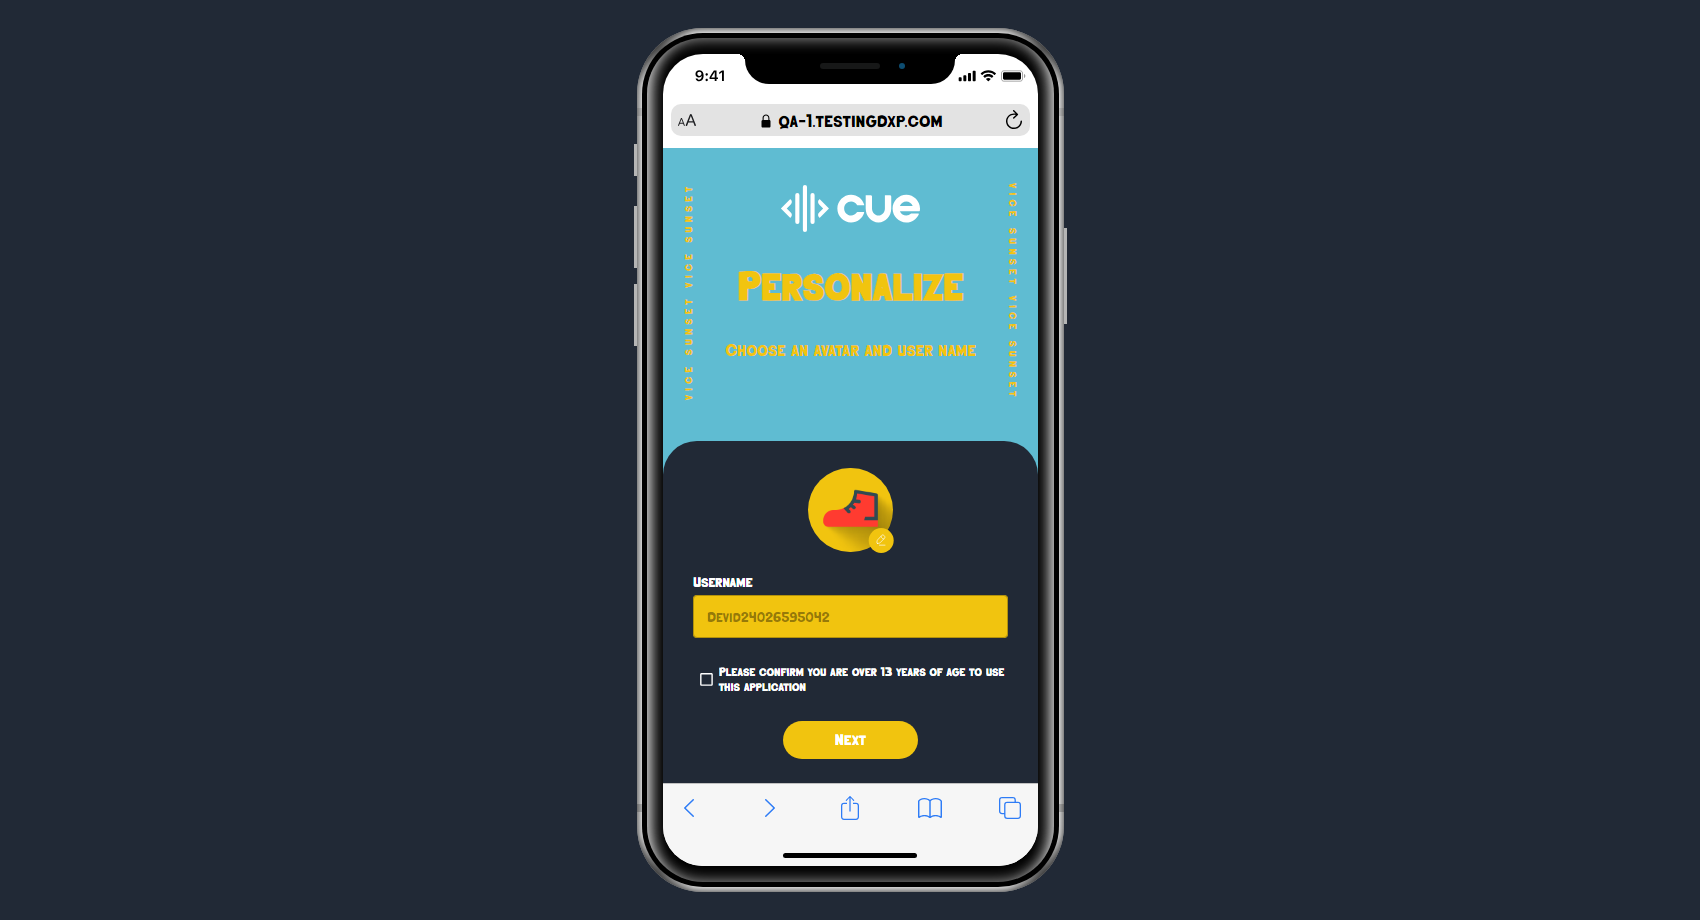 9:41
AA
QA-1.TESTINGDXP.COM
cue
VICE SUNSET VICE SUNSET
VICE SUNSET VICE SUNSET
PERSONALIZE
CHOOSE AN AVATAR AND USER NAME
USERNAME
DEVID24026595042
PLEASE CONFIRM YOU ARE OVER 13 YEARS OF AGE TO USE
THIS APPLICATION
NEXT